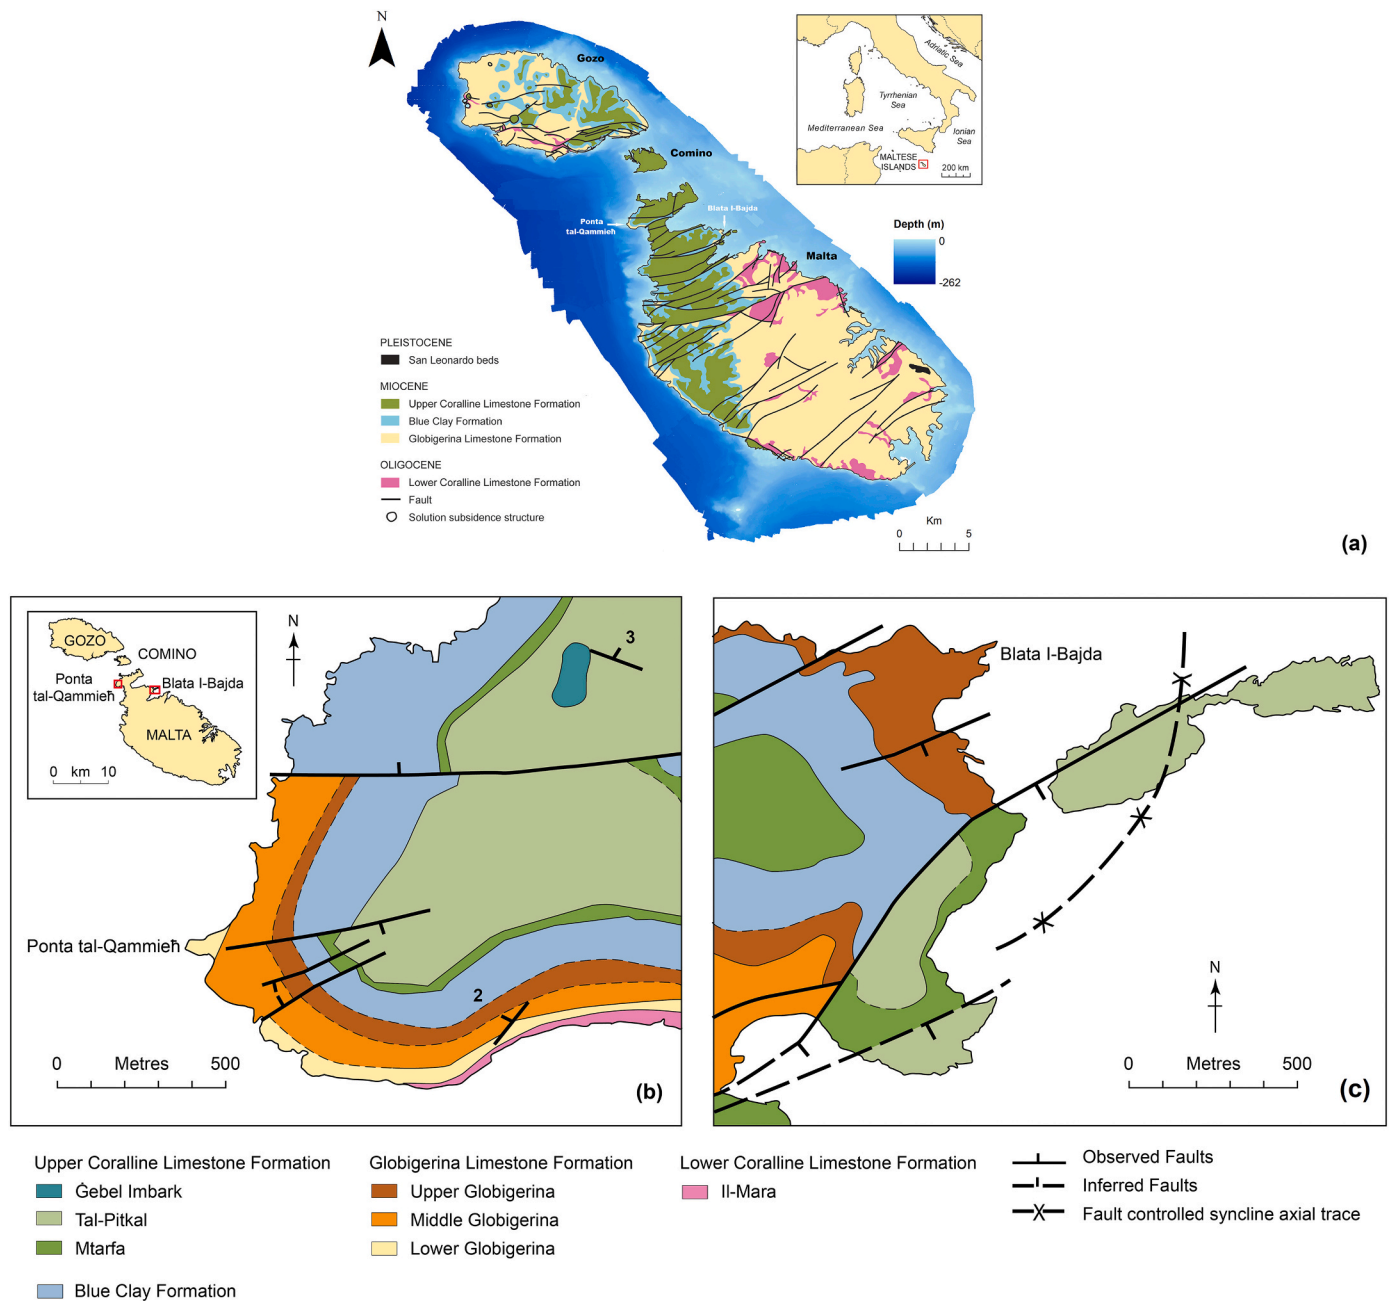 N
Gozo
Comino
Ponta
tal-Qammieħ
Blata l-Bajda
Malta
Adriatic Sea
Tyrrhenian
Sea
Mediterranean Sea
Ionian
Sea
MALTESE
ISLANDS
200 km
Depth (m)
0
-262
PLEISTOCENE
San Leonardo beds
MIOCENE
Upper Coralline Limestone Formation
Blue Clay Formation
Globigerina Limestone Formation
OLIGOCENE
Lower Coralline Limestone Formation
Fault
Solution subsidence structure
Km
0 5
(a)
GOZO
COMINO
Ponta
tal-Qammieħ
Blata l-Bajda
MALTA
0 km 10
N
3
Ponta tal-Qammieħ
2
0 Metres 500
(b)
Blata l-Bajda
N
0 Metres 500
(c)
Upper Coralline Limestone Formation
Ġebel Imbark
Tal-Pitkal
Mtarfa
Blue Clay Formation
Globigerina Limestone Formation
Upper Globigerina
Middle Globigerina
Lower Globigerina
Lower Coralline Limestone Formation
Il-Mara
Observed Faults
Inferred Faults
Fault controlled syncline axial trace